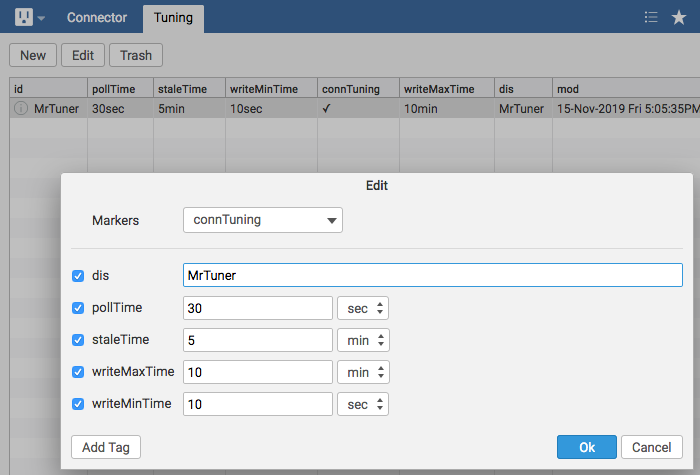 Connector Tuning
New Edit Trash
id pollTime staleTime writeMinTime connTuning writeMaxTime dis mod
MrTuner 30sec 5min 10sec ✓ 10min MrTuner 15-Nov-2019 Fri 5:05:35PM
Edit
Markers connTuning
dis MrTuner
pollTime 30 sec
staleTime 5 min
writeMaxTime 10 min
writeMinTime 10 sec
Add Tag Ok Cancel